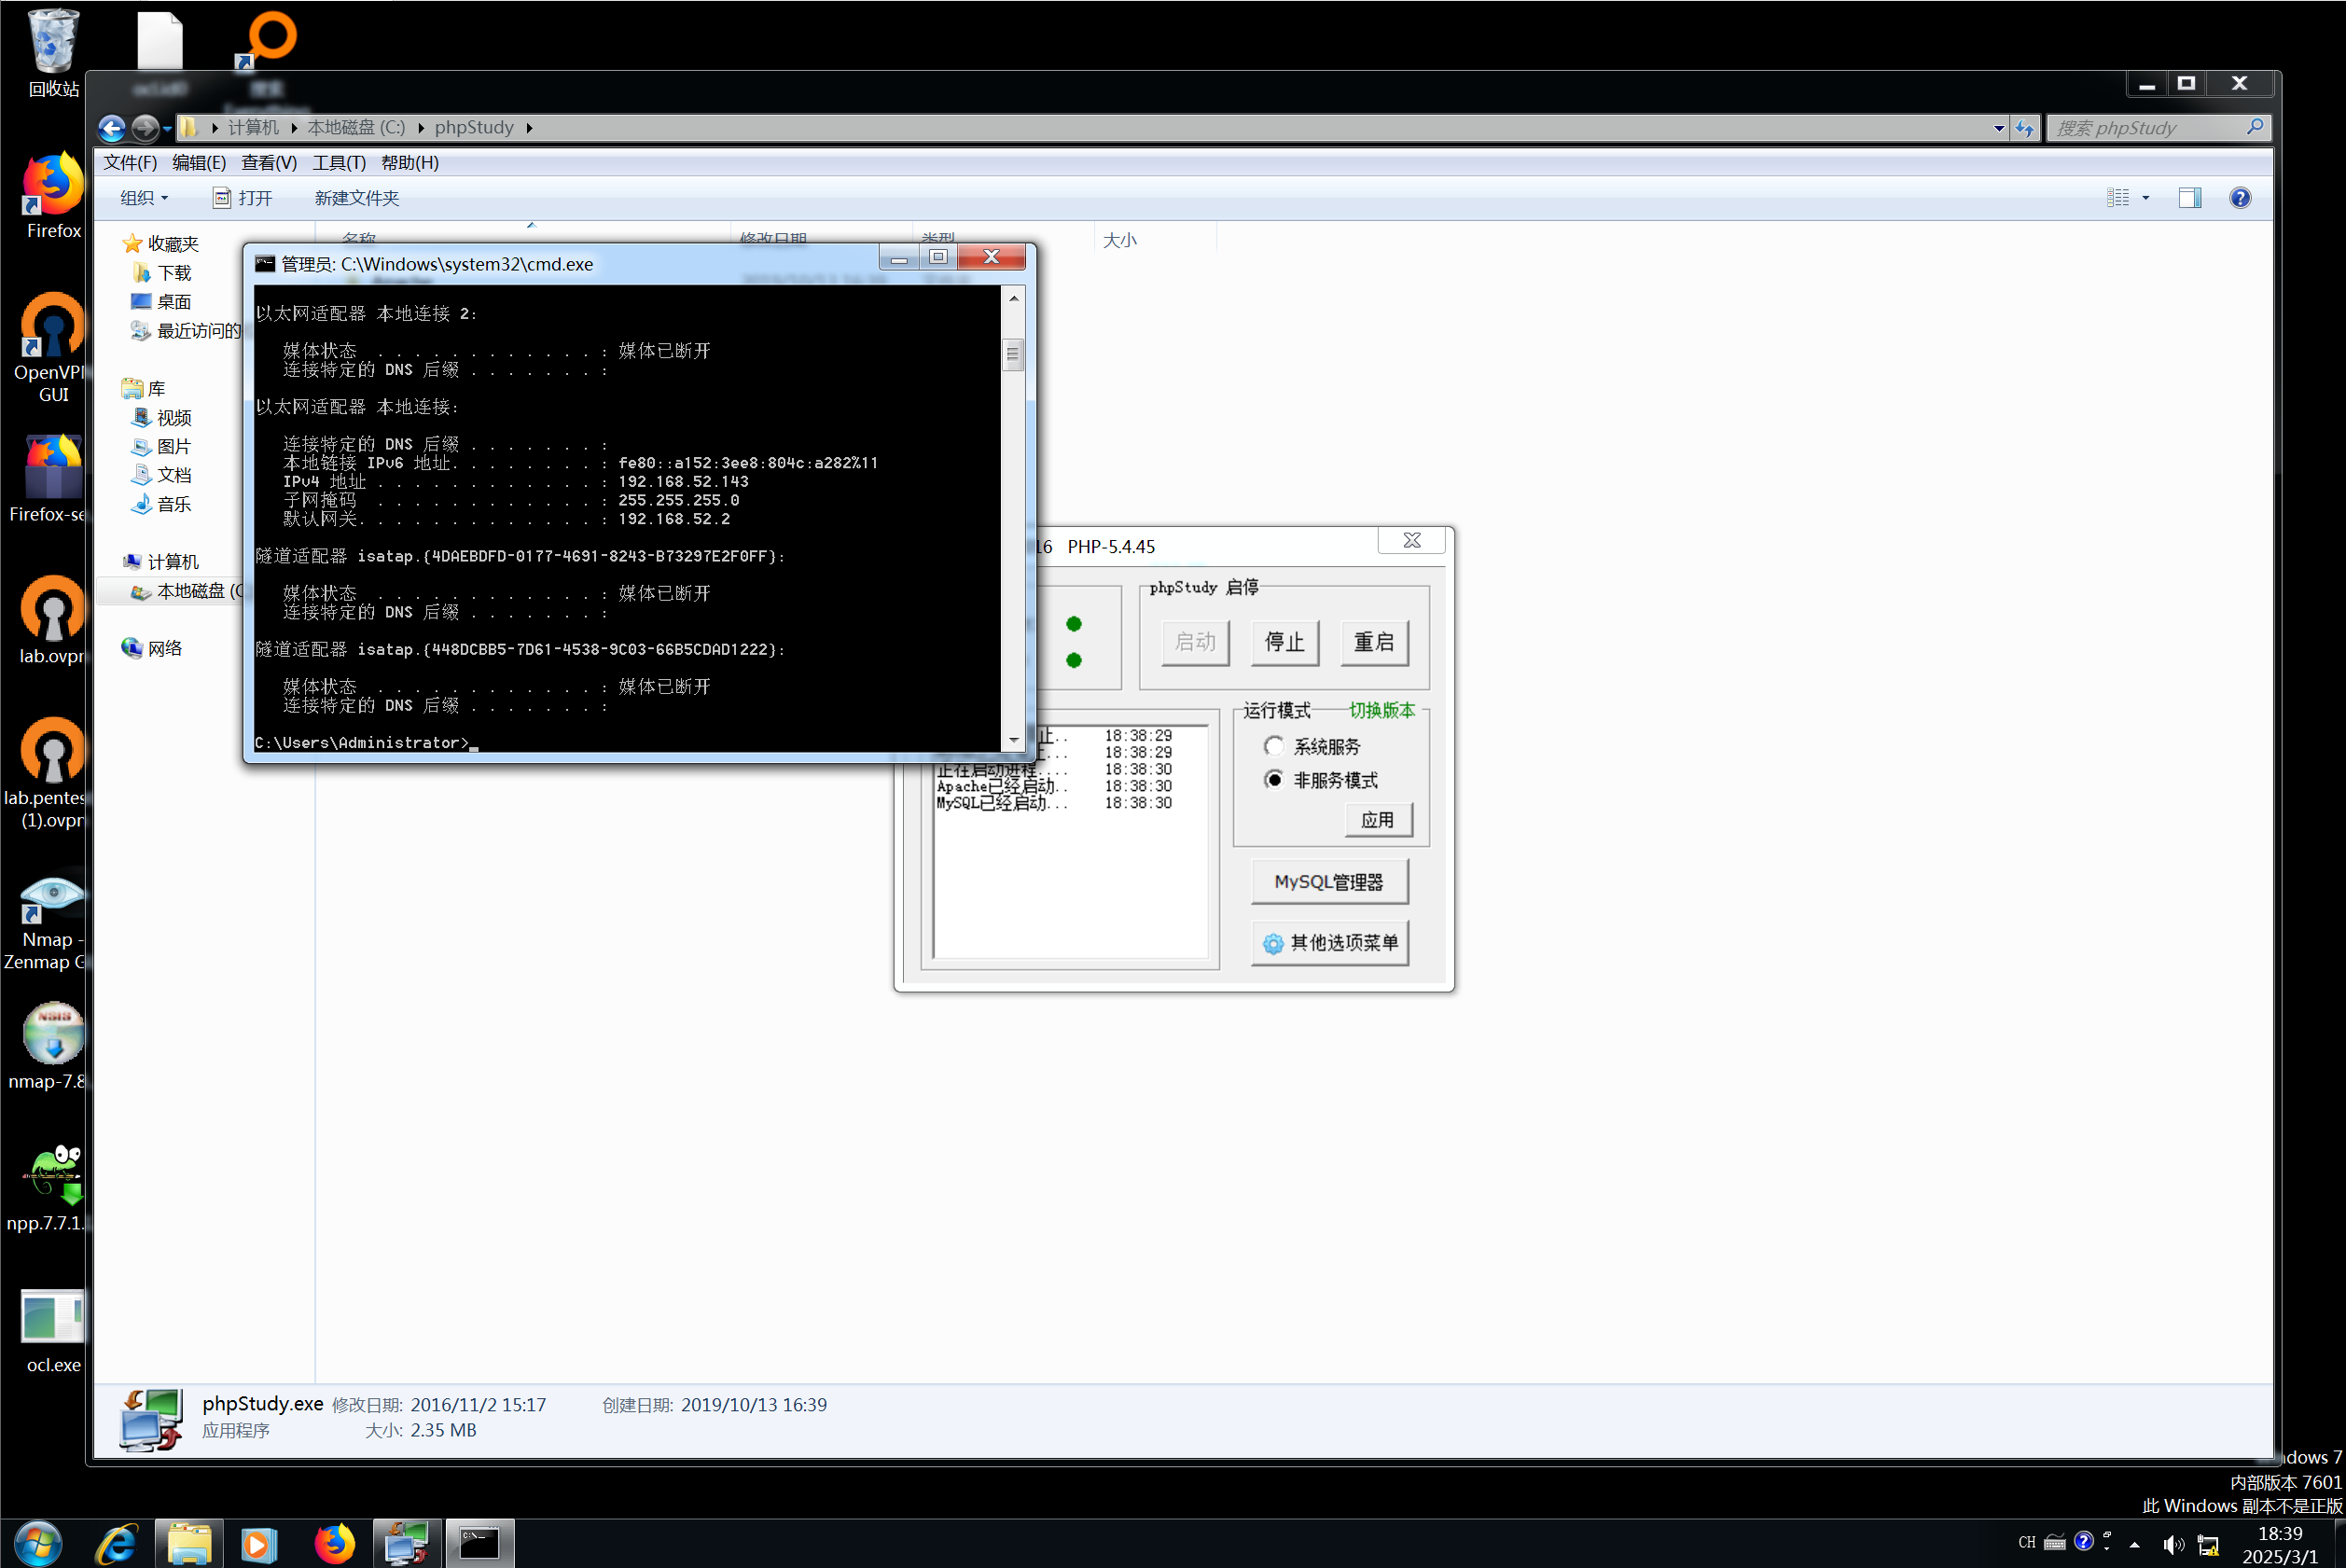 回收站
Firefox
OpenVPN
GUI
Firefox-se
lab.ovpn
lab.pentes
(1).ovpn
Nmap -
Zenmap G
nmap-7.8
npp.7.7.1.
ocl.exe
计算机 本地磁盘 (C:) phpStudy
搜索 phpStudy
文件(F) 编辑(E) 查看(V) 工具(T) 帮助(H)
组织 打开 新建文件夹
名称 修改日期 类型 大小
收藏夹
下载
桌面
最近访问的
库
视频
图片
文档
音乐
计算机
本地磁盘 (C
网络
管理员: C:\Windows\system32\cmd.exe
以太网适配器 本地连接 2:
媒体状态 . . . . . . . . . . . . : 媒体已断开
连接特定的 DNS 后缀 . . . . . . . :
以太网适配器 本地连接:
连接特定的 DNS 后缀 . . . . . . . :
本地链接 IPv6 地址. . . . . . . . : fe80::a152:3ee8:804c:a282%11
IPv4 地址 . . . . . . . . . . . . : 192.168.52.143
子网掩码 . . . . . . . . . . . . : 255.255.255.0
默认网关. . . . . . . . . . . . . : 192.168.52.2
隧道适配器 isatap.{4DAEBDFD-0177-4691-8243-B73297E2F0FF}:
媒体状态 . . . . . . . . . . . . : 媒体已断开
连接特定的 DNS 后缀 . . . . . . . :
隧道适配器 isatap.{448DCBB5-7D61-4538-9C03-66B5CDAD1222}:
媒体状态 . . . . . . . . . . . . : 媒体已断开
连接特定的 DNS 后缀 . . . . . . . :
C:\Users\Administrator>_
16 PHP-5.4.45
phpStudy 启停
启动 停止 重启
运行模式 切换版本
系统服务
非服务模式
应用
MySQL管理器
其他选项菜单
止.. 18:38:29
止... 18:38:29
正在启动进程.... 18:38:30
Apache已经启动.. 18:38:30
MySQL已经启动... 18:38:30
phpStudy.exe 修改日期: 2016/11/2 15:17 创建日期: 2019/10/13 16:39
应用程序 大小: 2.35 MB
ndows 7
内部版本 7601
此 Windows 副本不是正版
CH
18:39
2025/3/1